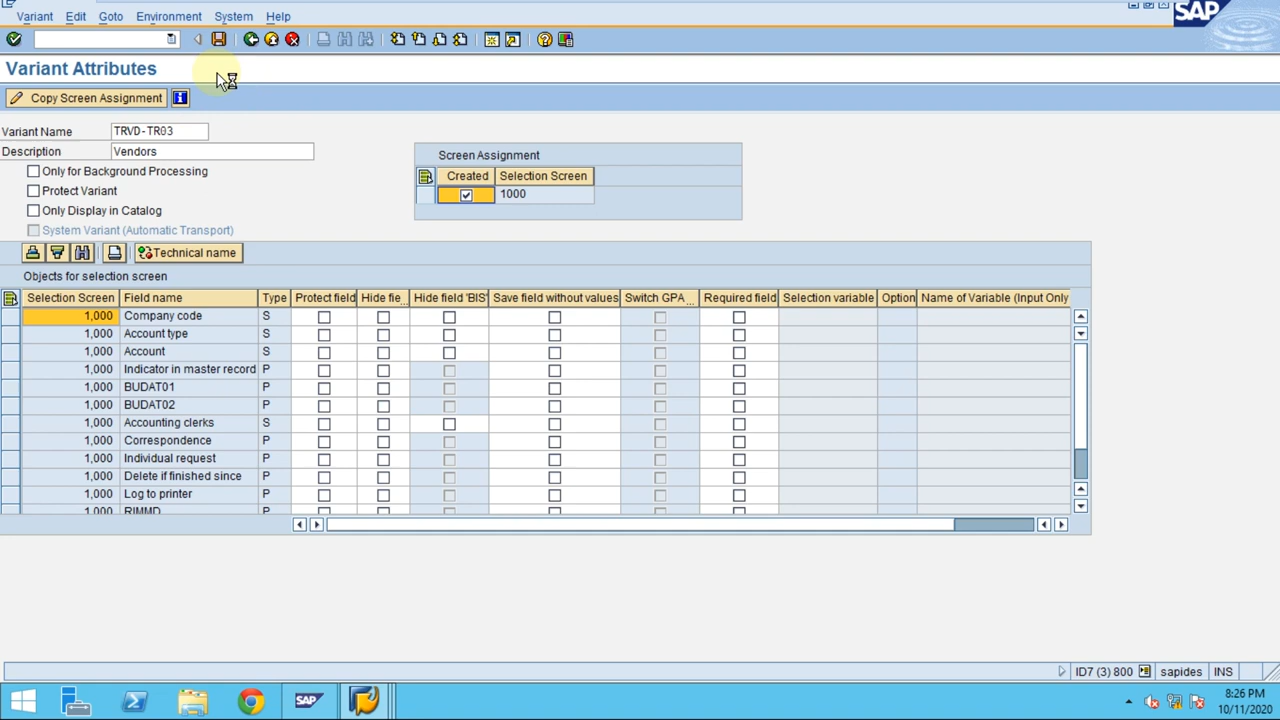 Variant Edit Goto Environment System Help
SAP
Variant Attributes
Copy Screen Assignment
Variant Name TRVD-TR03
Description Vendors
Only for Background Processing
Protect Variant
Only Display in Catalog
System Variant (Automatic Transport)
Screen Assignment
Created Selection Screen
1000
Technical name
Objects for selection screen
Selection Screen Field name Type Protect field Hide fie... Hide field 'BIS' Save field without values Switch GPA... Required field Selection variable Option Name of Variable (Input Only
1,000 Company code S
1,000 Account type S
1,000 Account S
1,000 Indicator in master record P
1,000 BUDAT01 P
1,000 BUDAT02 P
1,000 Accounting clerks S
1,000 Correspondence P
1,000 Individual request P
1,000 Delete if finished since P
1,000 Log to printer P
1,000 RIMMD P
ID7 (3) 800 sapides INS
SAP
8:26 PM
10/11/2020